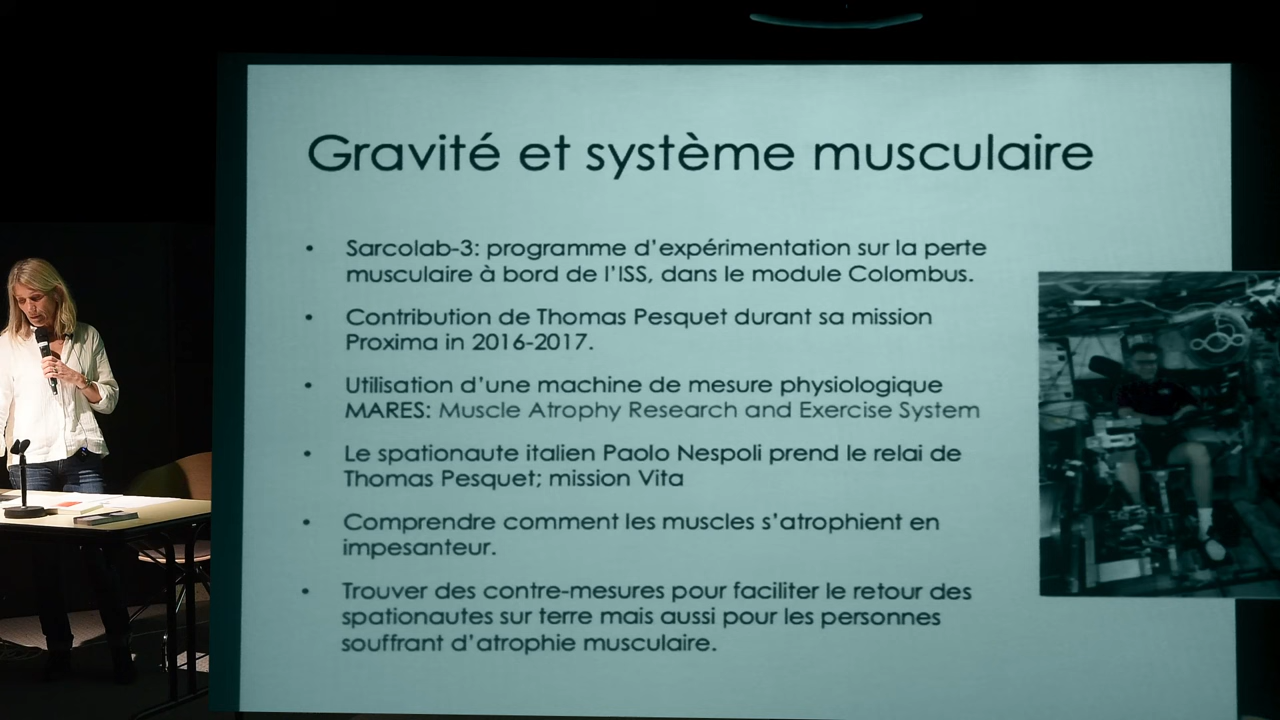 Gravité et système musculaire
• Sarcolab-3: programme d'expérimentation sur la perte
musculaire à bord de l'ISS, dans le module Colombus.
• Contribution de Thomas Pesquet durant sa mission
Proxima in 2016-2017.
• Utilisation d'une machine de mesure physiologique
MARES: Muscle Atrophy Research and Exercise System
• Le spationaute italien Paolo Nespoli prend le relai de
Thomas Pesquet; mission Vita
• Comprendre comment les muscles s'atrophient en
impesanteur.
• Trouver des contre-mesures pour faciliter le retour des
spationautes sur terre mais aussi pour les personnes
souffrant d'atrophie musculaire.